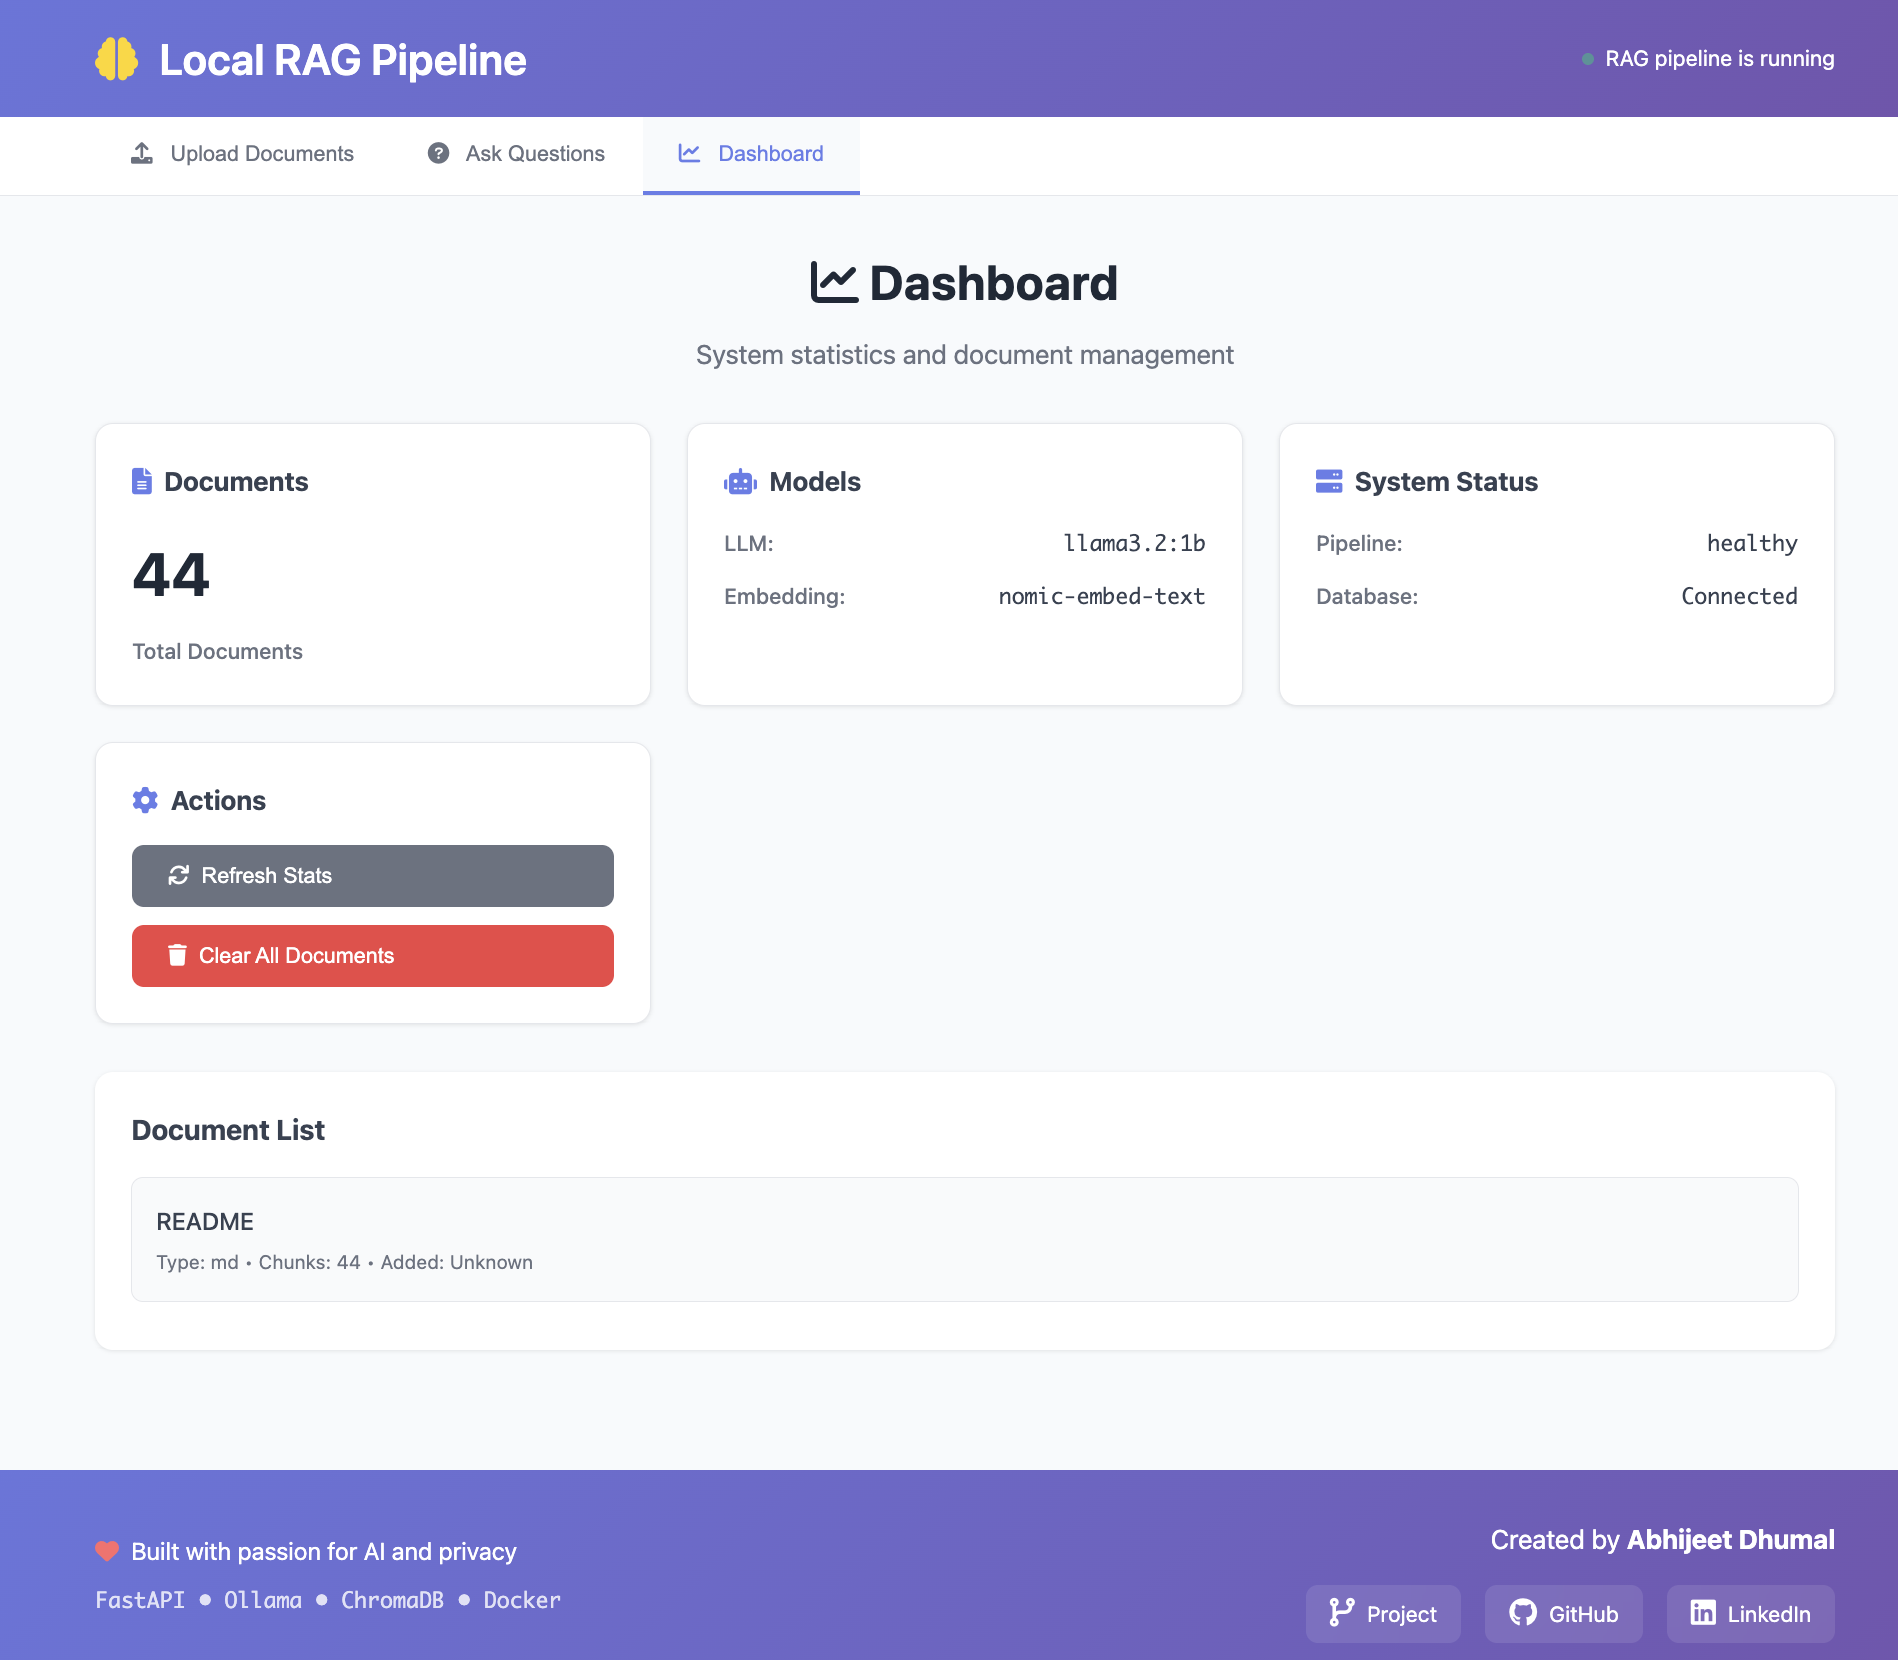 Local RAG Pipeline
RAG pipeline is running
Upload Documents
Ask Questions
Dashboard
Dashboard
System statistics and document management
Documents
44
Total Documents
Models
LLM: llama3.2:1b
Embedding: nomic-embed-text
System Status
Pipeline: healthy
Database: Connected
Actions
Refresh Stats
Clear All Documents
Document List
README
Type: md • Chunks: 44 • Added: Unknown
Built with passion for AI and privacy
FastAPI • Ollama • ChromaDB • Docker
Created by Abhijeet Dhumal
Project
GitHub
LinkedIn